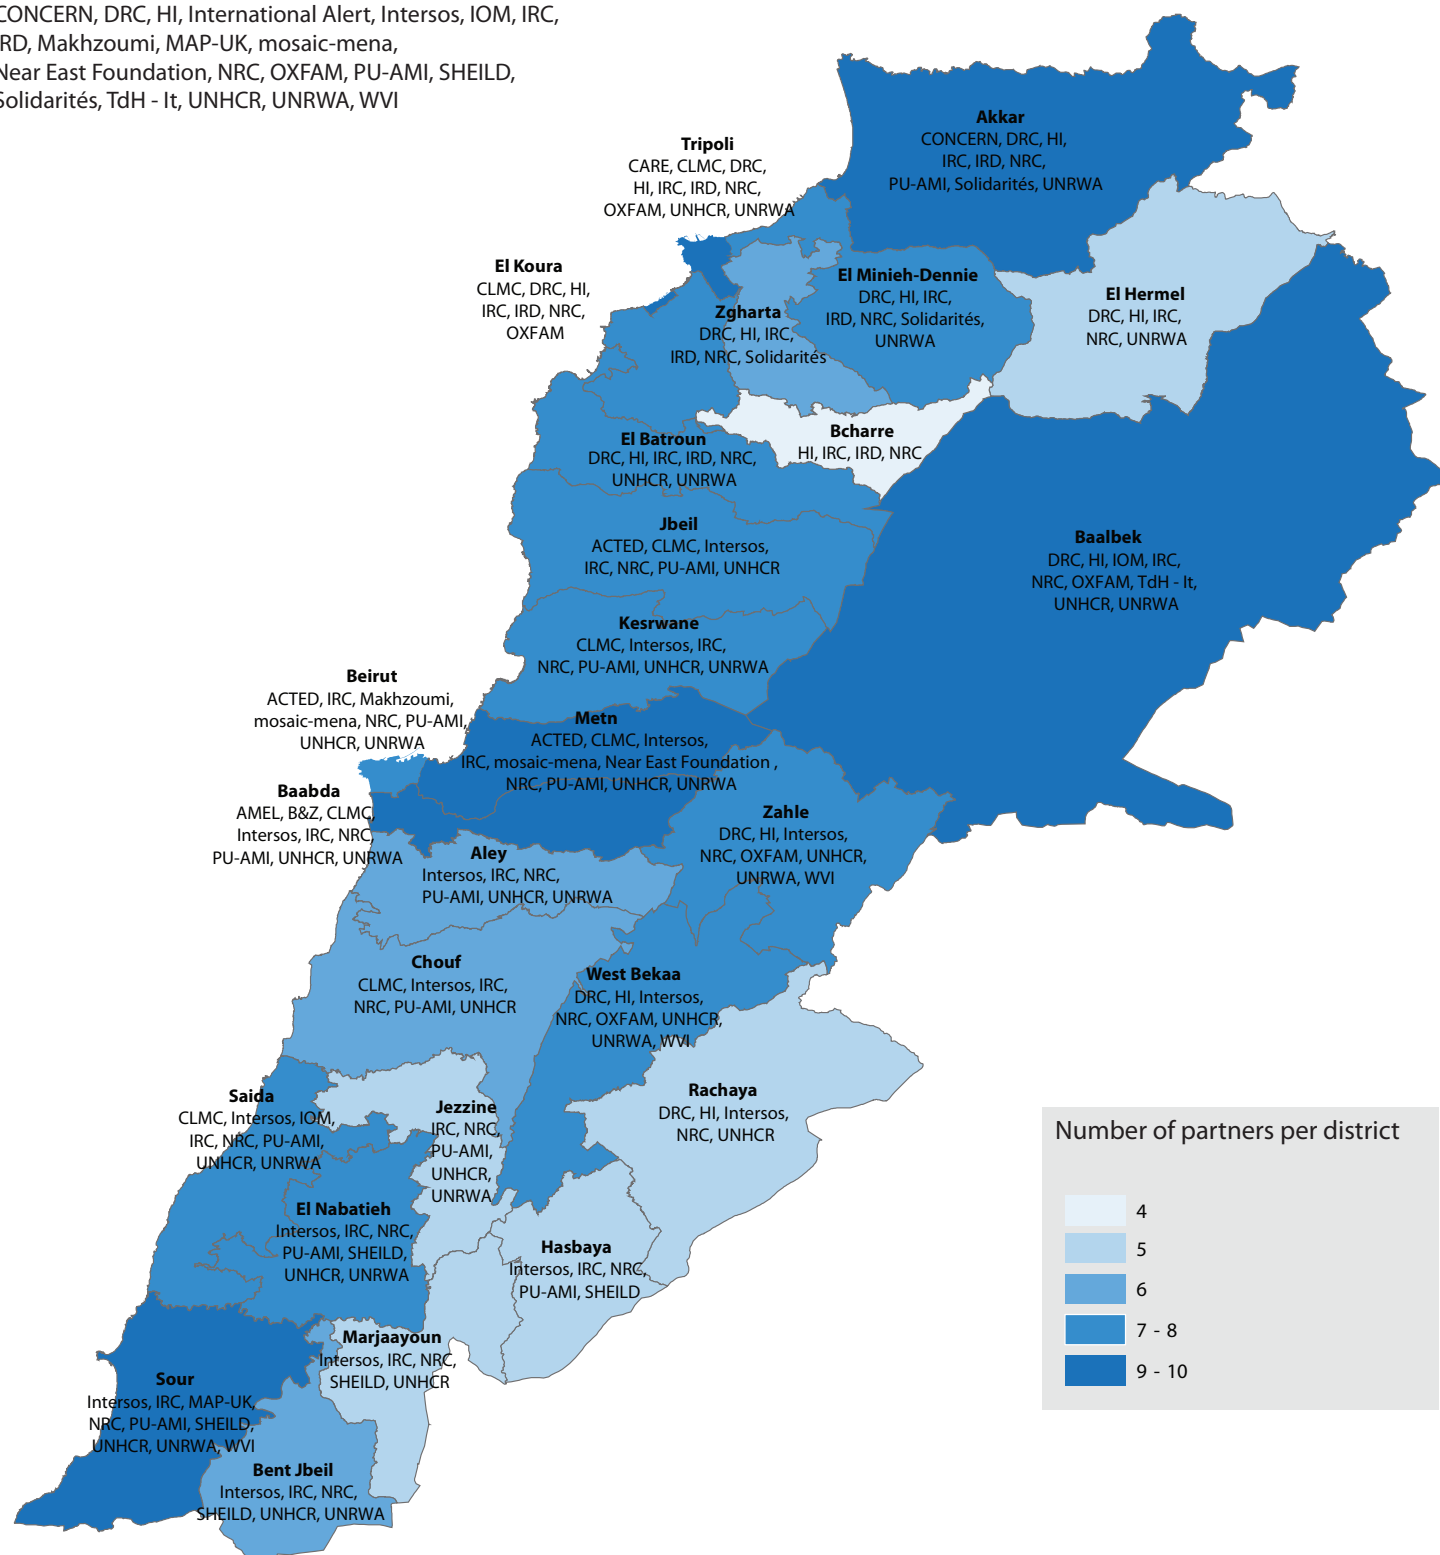 CONCERN, DRC, HI, International Alert, Intersos, IOM, IRC,
IRD, Makhzoumi, MAP-UK, mosaic-mena,
Near East Foundation, NRC, OXFAM, PU-AMI, SHEILD,
Solidarités, TdH - It, UNHCR, UNRWA, WVI
Akkar
CONCERN, DRC, HI,
IRC, IRD, NRC,
PU-AMI, Solidarités, UNRWA
Tripoli
CARE, CLMC, DRC,
HI, IRC, IRD, NRC,
OXFAM, UNHCR, UNRWA
El Koura
CLMC, DRC, HI,
IRC, IRD, NRC,
OXFAM
Zgharta
DRC, HI, IRC,
IRD, NRC, Solidarités
El Minieh-Dennie
DRC, HI, IRC,
IRD, NRC, Solidarités,
UNRWA
El Hermel
DRC, HI, IRC,
NRC, UNRWA
Bcharre
HI, IRC, IRD, NRC
El Batroun
DRC, HI, IRC, IRD, NRC,
UNHCR, UNRWA
Jbeil
ACTED, CLMC, Intersos,
IRC, NRC, PU-AMI, UNHCR
Baalbek
DRC, HI, IOM, IRC,
NRC, OXFAM, TdH - It,
UNHCR, UNRWA
Kesrwane
CLMC, Intersos, IRC,
NRC, PU-AMI, UNHCR, UNRWA
Beirut
ACTED, IRC, Makhzoumi,
mosaic-mena, NRC, PU-AMI,
UNHCR, UNRWA
Metn
ACTED, CLMC, Intersos,
IRC, mosaic-mena, Near East Foundation ,
NRC, PU-AMI, UNHCR, UNRWA
Baabda
AMEL, B&Z, CLMC,
Intersos, IRC, NRC,
PU-AMI, UNHCR, UNRWA
Zahle
DRC, HI, Intersos,
NRC, OXFAM, UNHCR,
UNRWA, WVI
Aley
Intersos, IRC, NRC,
PU-AMI, UNHCR, UNRWA
Chouf
CLMC, Intersos, IRC,
NRC, PU-AMI, UNHCR
West Bekaa
DRC, HI, Intersos,
NRC, OXFAM, UNHCR,
UNRWA, WVI
Rachaya
DRC, HI, Intersos,
NRC, UNHCR
Saida
CLMC, Intersos, IOM,
IRC, NRC, PU-AMI,
UNHCR, UNRWA
Jezzine
IRC, NRC,
PU-AMI,
UNHCR,
UNRWA
El Nabatieh
Intersos, IRC, NRC,
PU-AMI, SHEILD,
UNHCR, UNRWA
Hasbaya
Intersos, IRC, NRC,
PU-AMI, SHEILD
Marjaayoun
Intersos, IRC, NRC,
SHEILD, UNHCR
Sour
Intersos, IRC, MAP-UK,
NRC, PU-AMI, SHEILD,
UNHCR, UNRWA, WVI
Bent Jbeil
Intersos, IRC, NRC,
SHEILD, UNHCR, UNRWA
Number of partners per district
4
5
6
7 - 8
9 - 10